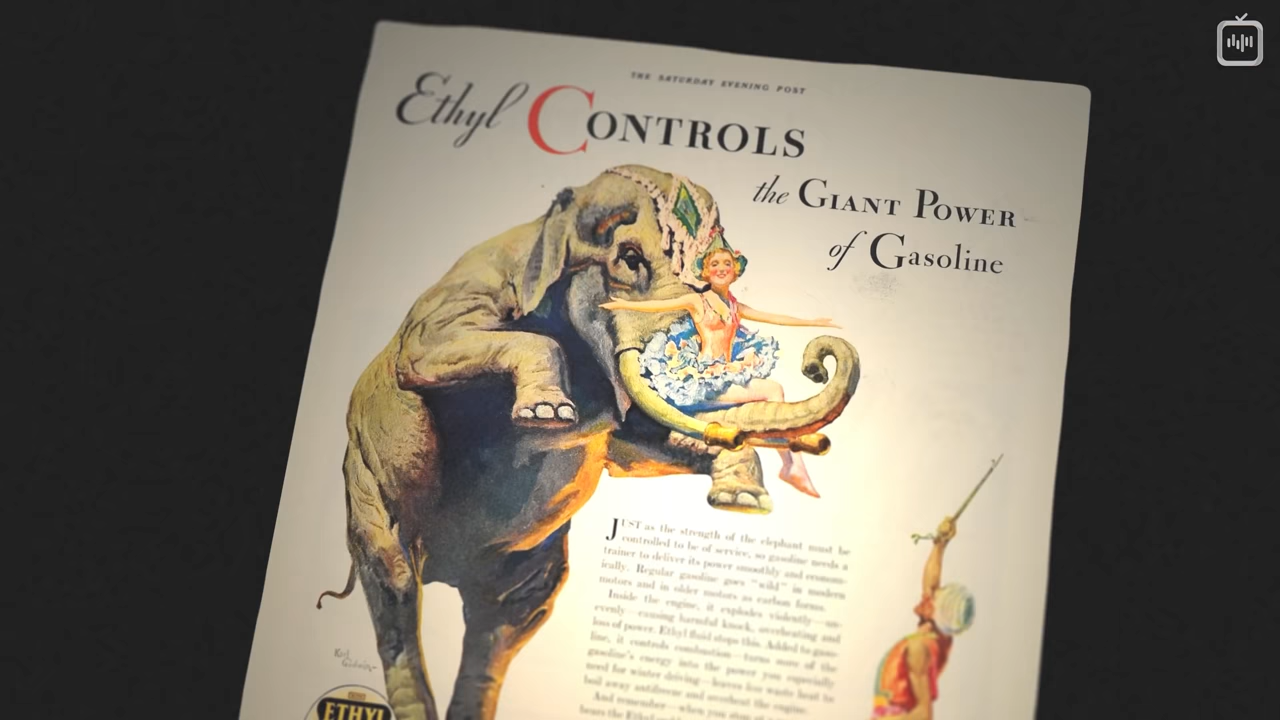 THE SATURDAY EVENING POST
Ethyl CONTROLS
the GIANT POWER
of Gasoline
JUST as the strength of the elephant must be
controlled to be of service, so gasoline needs a
trainer to deliver its power smoothly and econom-
ically. Regular gasoline goes "wild" in modern
motors and in older motors as carbon forms.
Inside the engine, it explodes violently—un-
evenly—causing harmful knock, overheating and
loss of power. Ethyl fluid stops this. Added to gaso-
line, it controls combustion—turns more of the
gasoline's energy into the power you especially
need for winter driving—leaves less waste heat to
boil away antifreeze and overheat the engine.
And remember—when you stop at a
bears the Ethyl
ETHYL